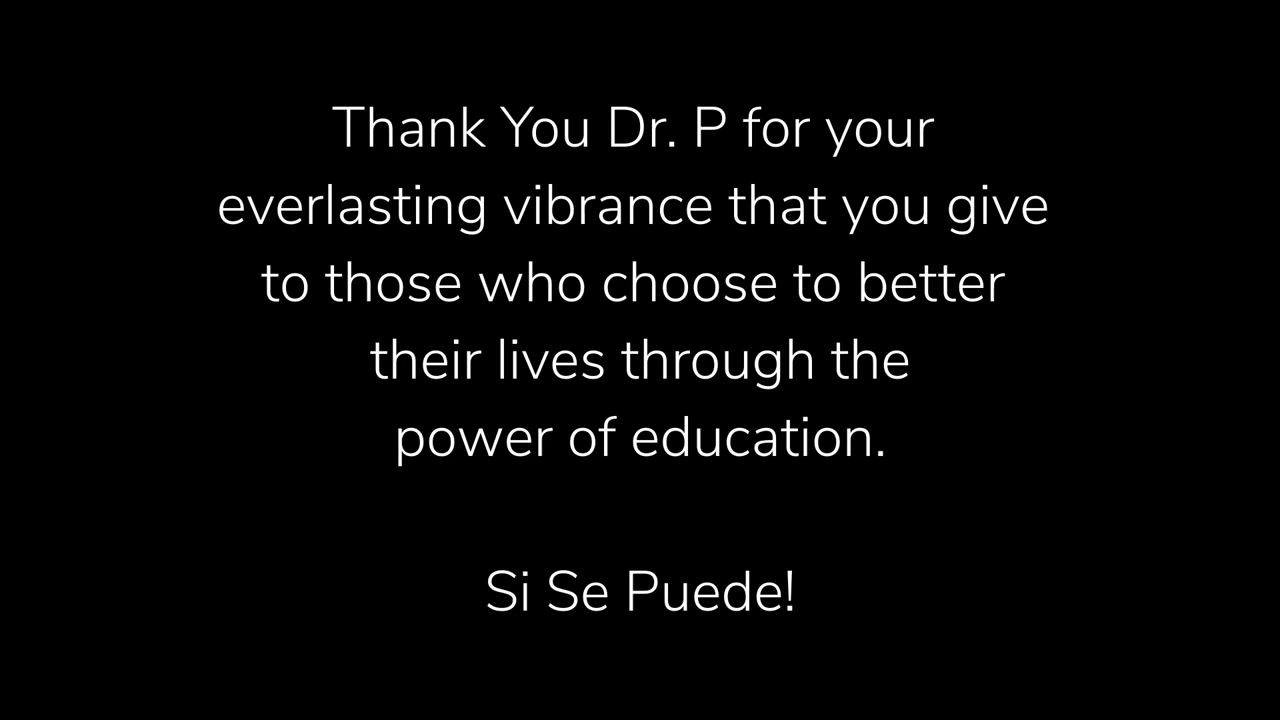 Thank You Dr. P for your
everlasting vibrance that you give
to those who choose to better
their lives through the
power of education.
Si Se Puede!